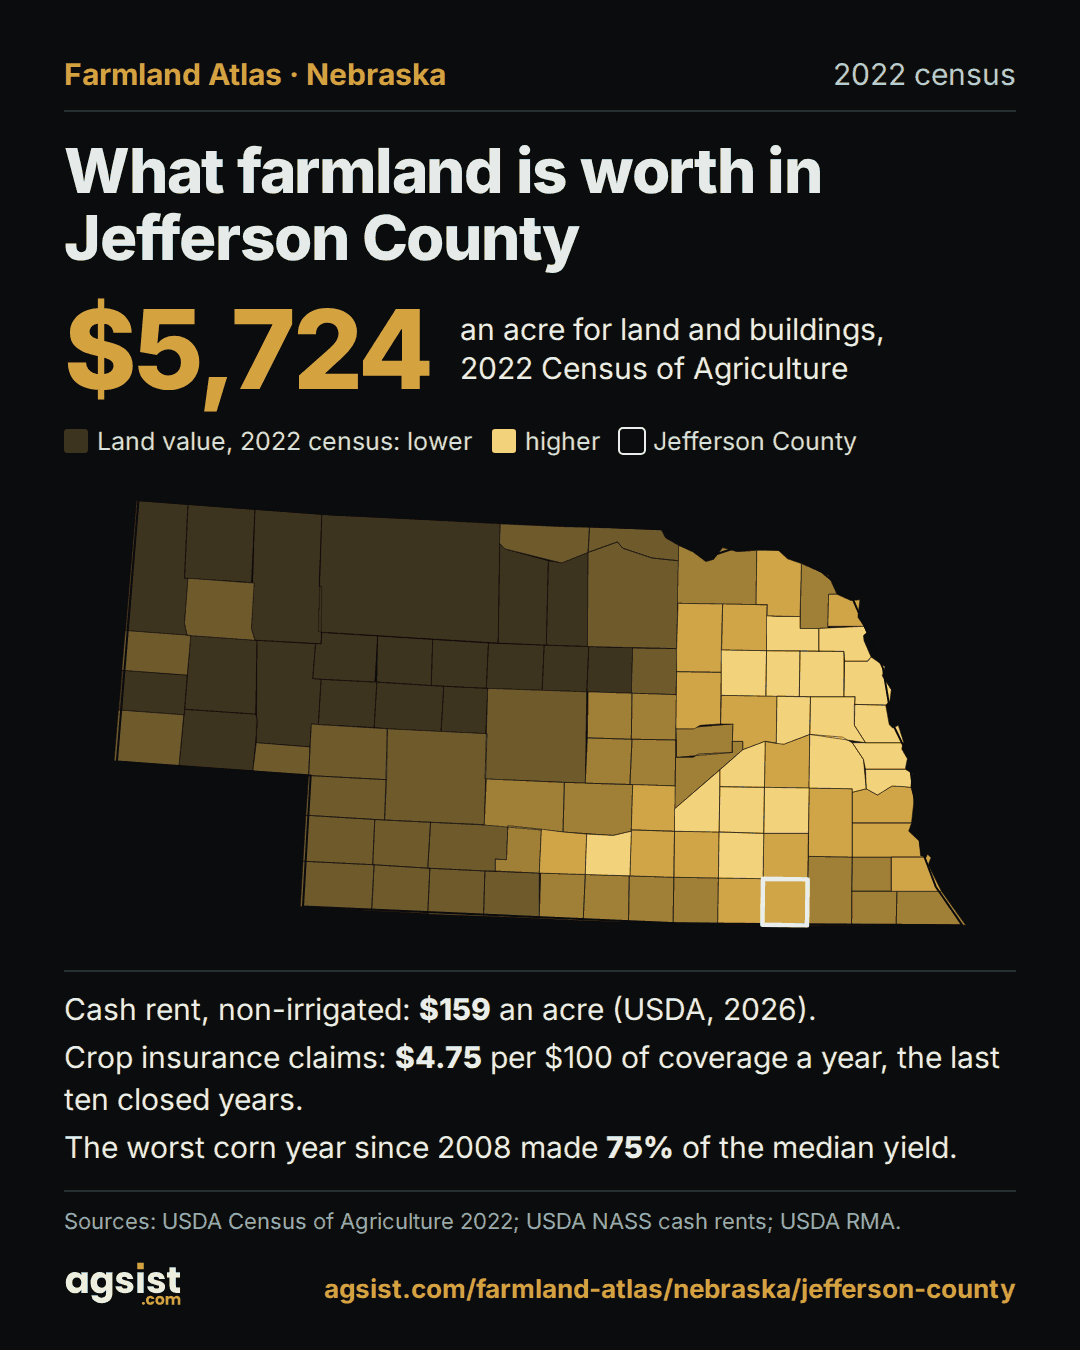 Farmland Atlas · Nebraska
2022 census
What farmland is worth in
Jefferson County
$5,724
an acre for land and buildings,
2022 Census of Agriculture
Land value, 2022 census: lower
higher
Jefferson County
Cash rent, non-irrigated: $159 an acre (USDA, 2026).
Crop insurance claims: $4.75 per $100 of coverage a year, the last
ten closed years.
The worst corn year since 2008 made 75% of the median yield.
Sources: USDA Census of Agriculture 2022; USDA NASS cash rents; USDA RMA.
agsist
.com
agsist.com/farmland-atlas/nebraska/jefferson-county